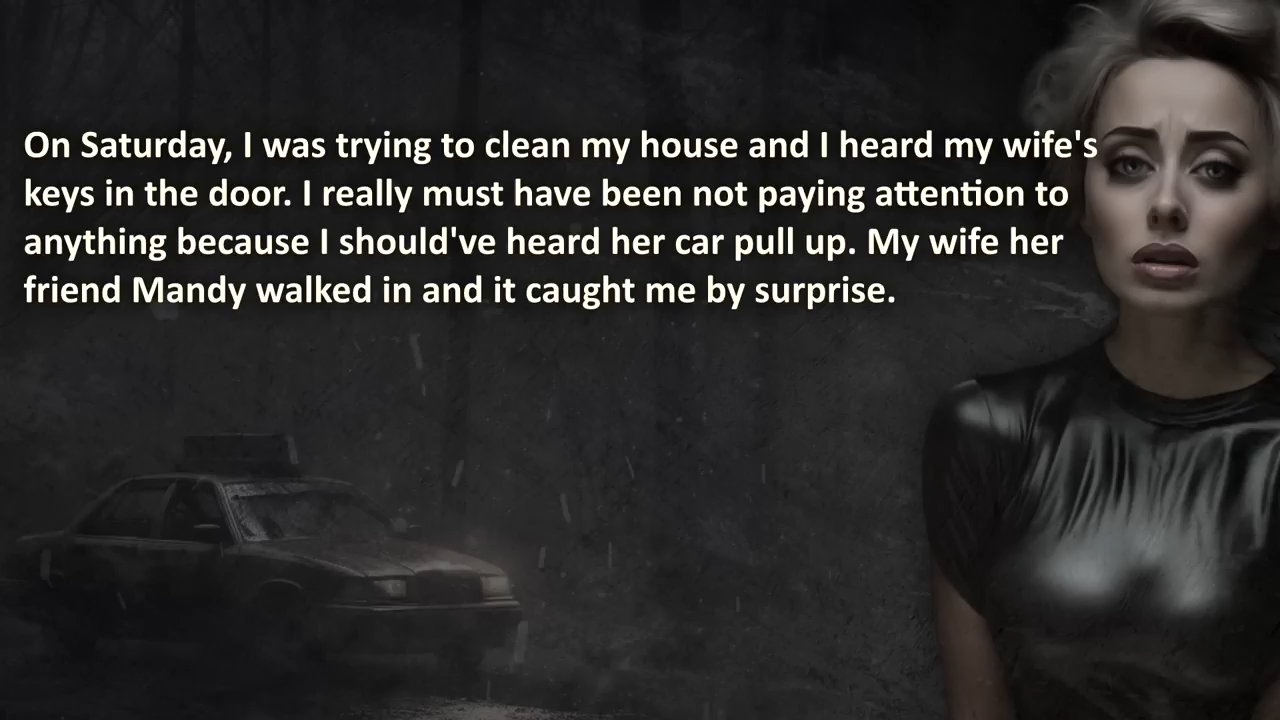 On Saturday, I was trying to clean my house and I heard my wife's
keys in the door. I really must have been not paying attention to
anything because I should've heard her car pull up. My wife her
friend Mandy walked in and it caught me by surprise.